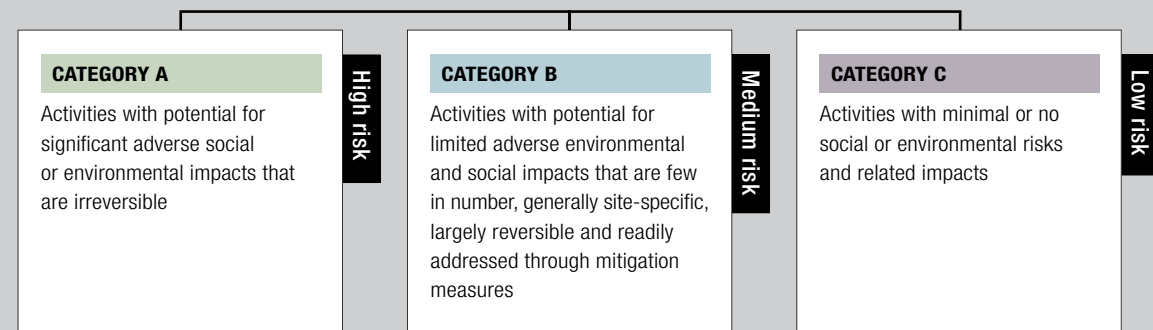 CATEGORY A
Activities with potential for
significant adverse social
or environmental impacts that
are irreversible
High risk
CATEGORY B
Activities with potential for
limited adverse environmental
and social impacts that are few
in number, generally site-specific,
largely reversible and readily
addressed through mitigation
measures
Medium risk
CATEGORY C
Activities with minimal or no
social or environmental risks
and related impacts
Low risk